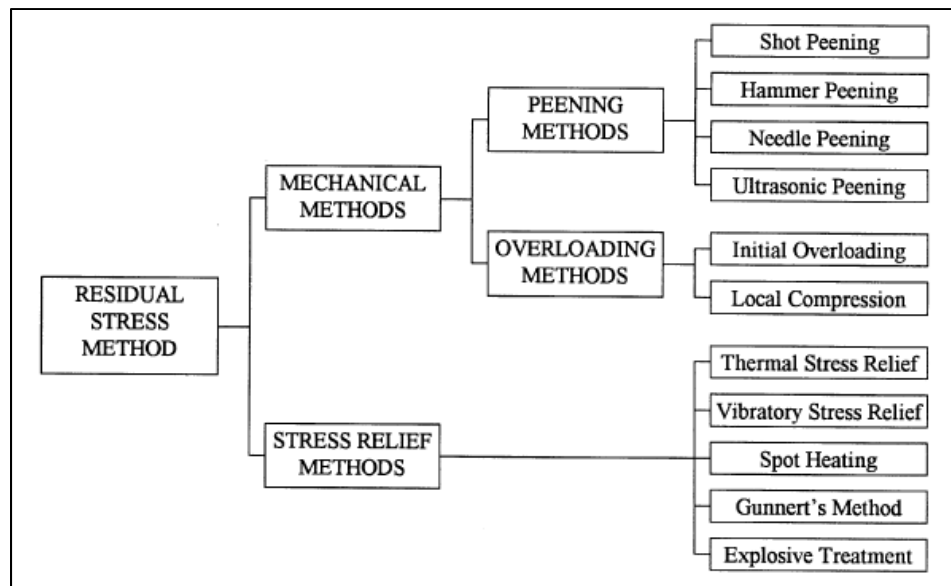 RESIDUAL
STRESS
METHOD
MECHANICAL
METHODS
PEENING
METHODS
Shot Peening
Hammer Peening
Needle Peening
Ultrasonic Peening
OVERLOADING
METHODS
Initial Overloading
Local Compression
STRESS RELIEF
METHODS
Thermal Stress Relief
Vibratory Stress Relief
Spot Heating
Gunnert's Method
Explosive Treatment